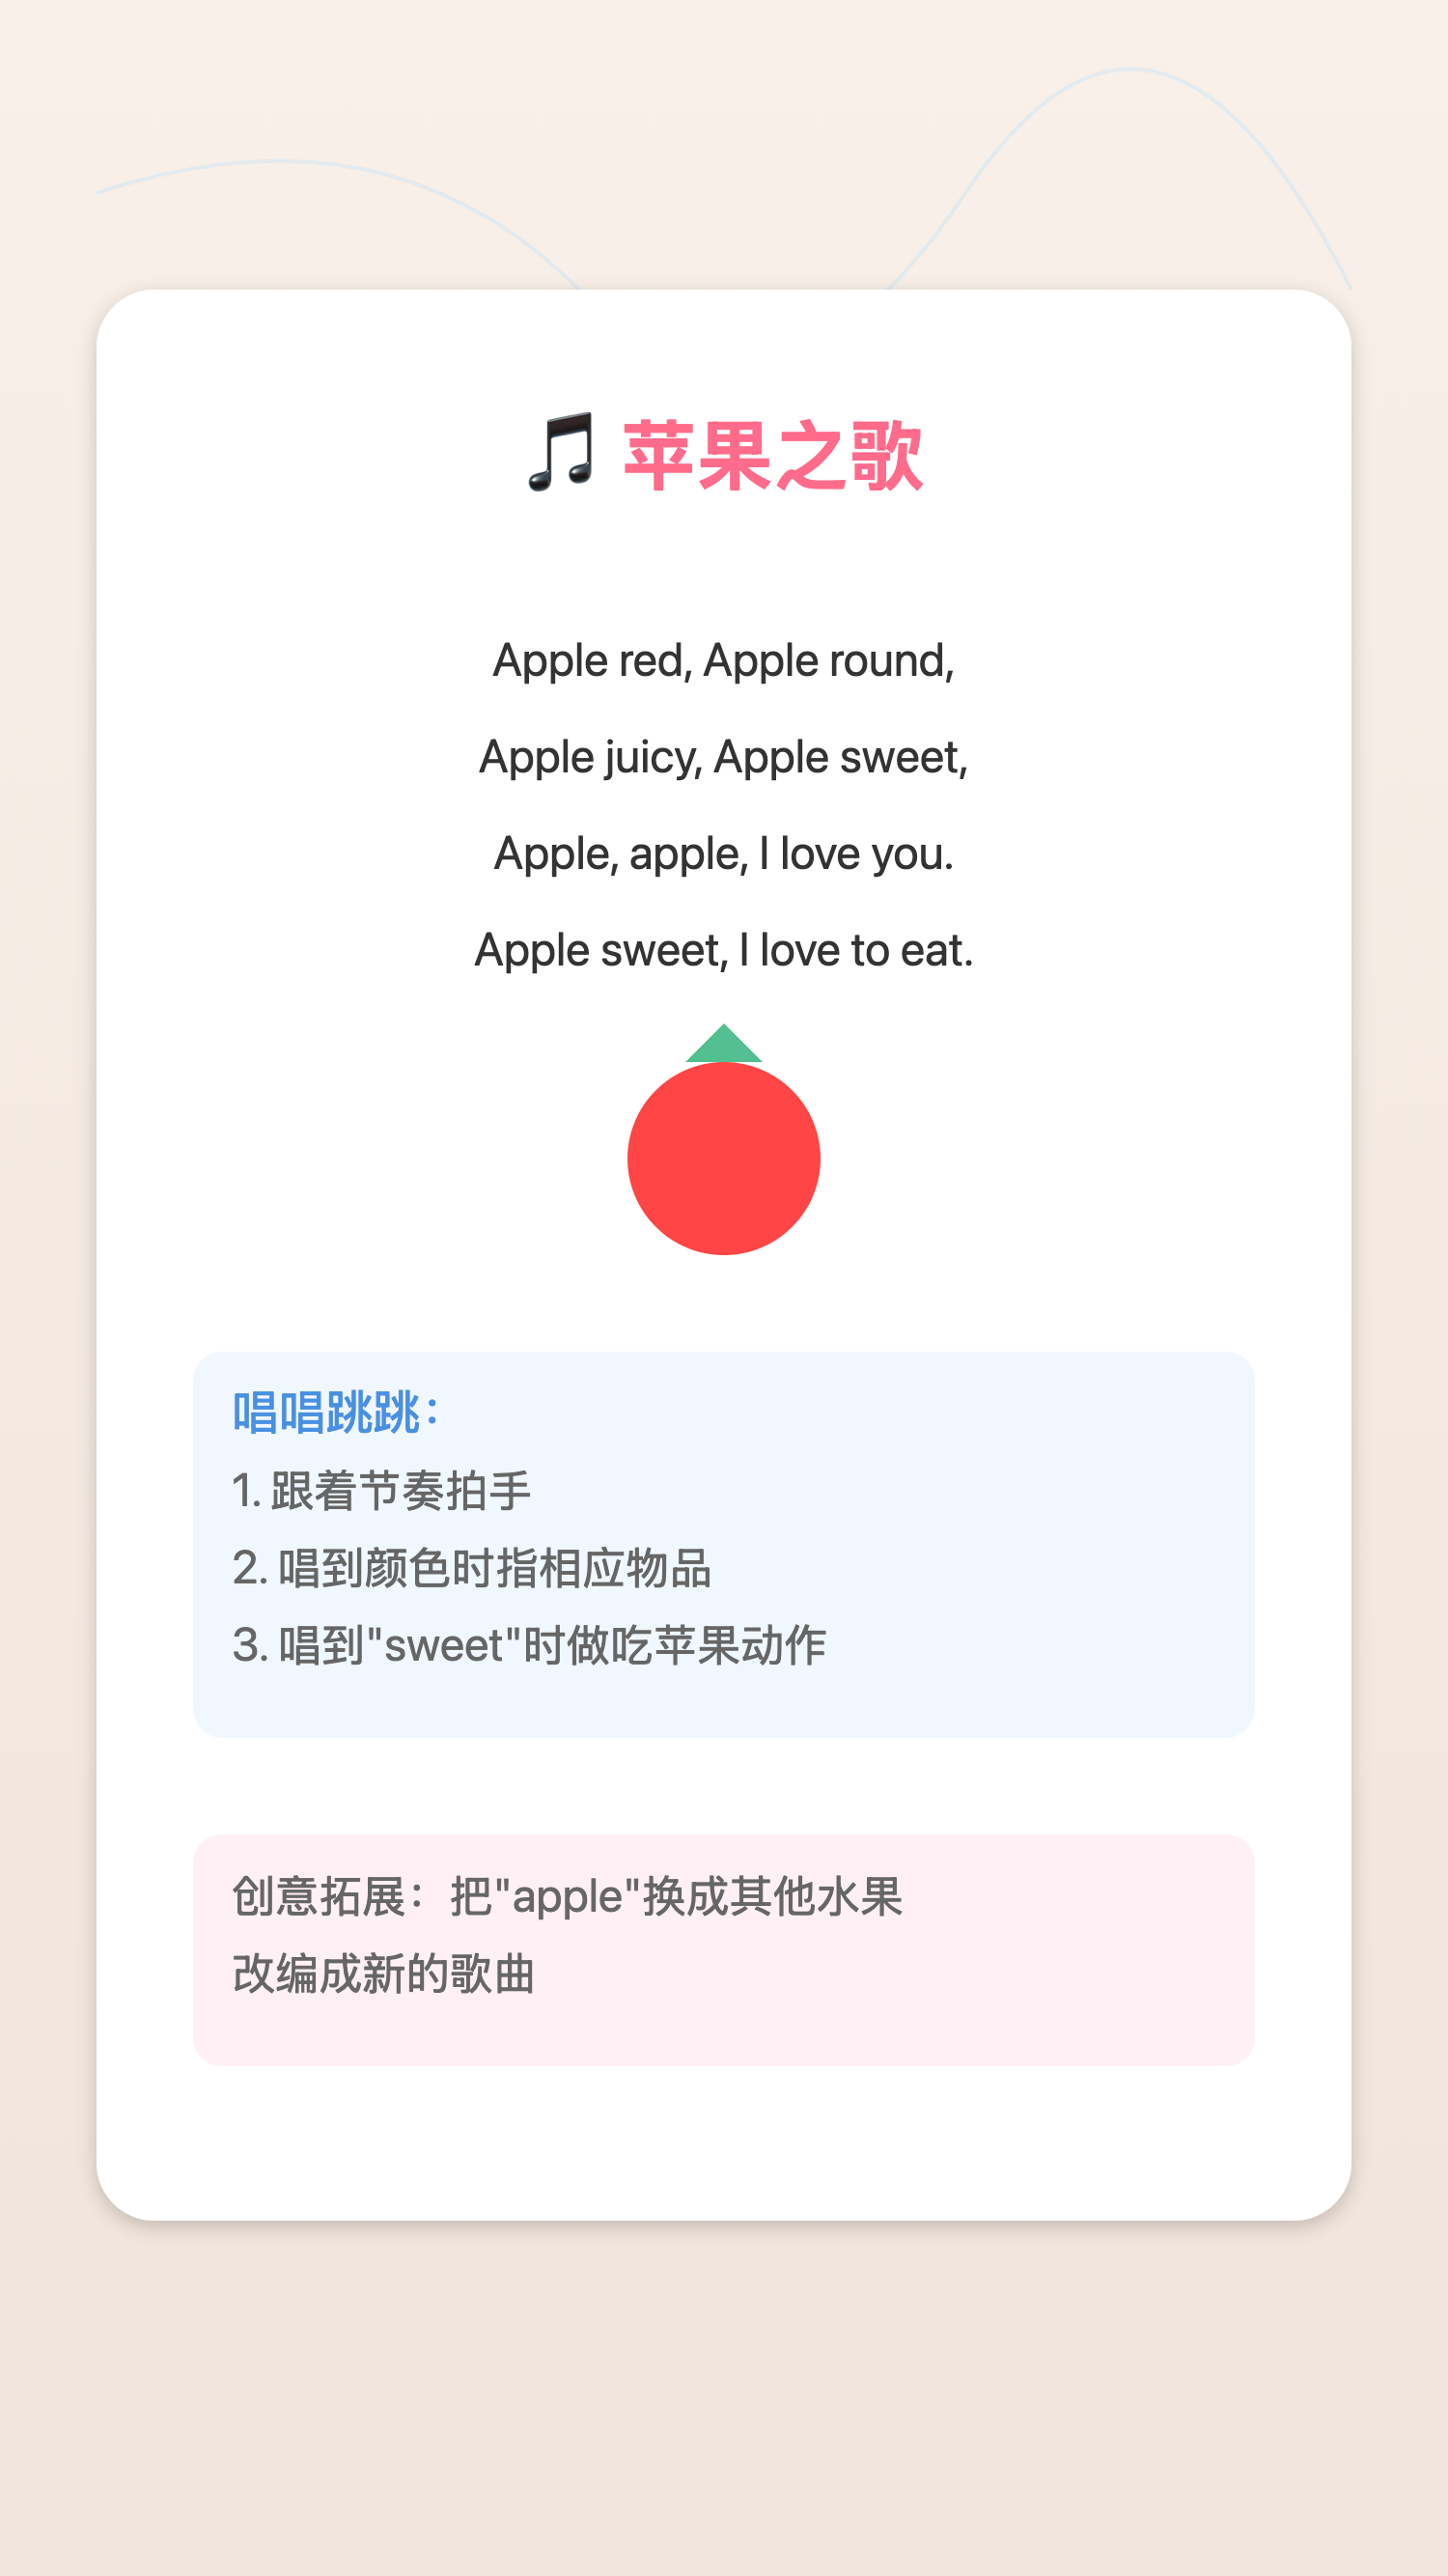 🎵 苹果之歌
Apple red, Apple round,
Apple juicy, Apple sweet,
Apple, apple, I love you.
Apple sweet, I love to eat.
唱唱跳跳：
1. 跟着节奏拍手
2. 唱到颜色时指相应物品
3. 唱到"sweet"时做吃苹果动作
创意拓展：把"apple"换成其他水果
改编成新的歌曲